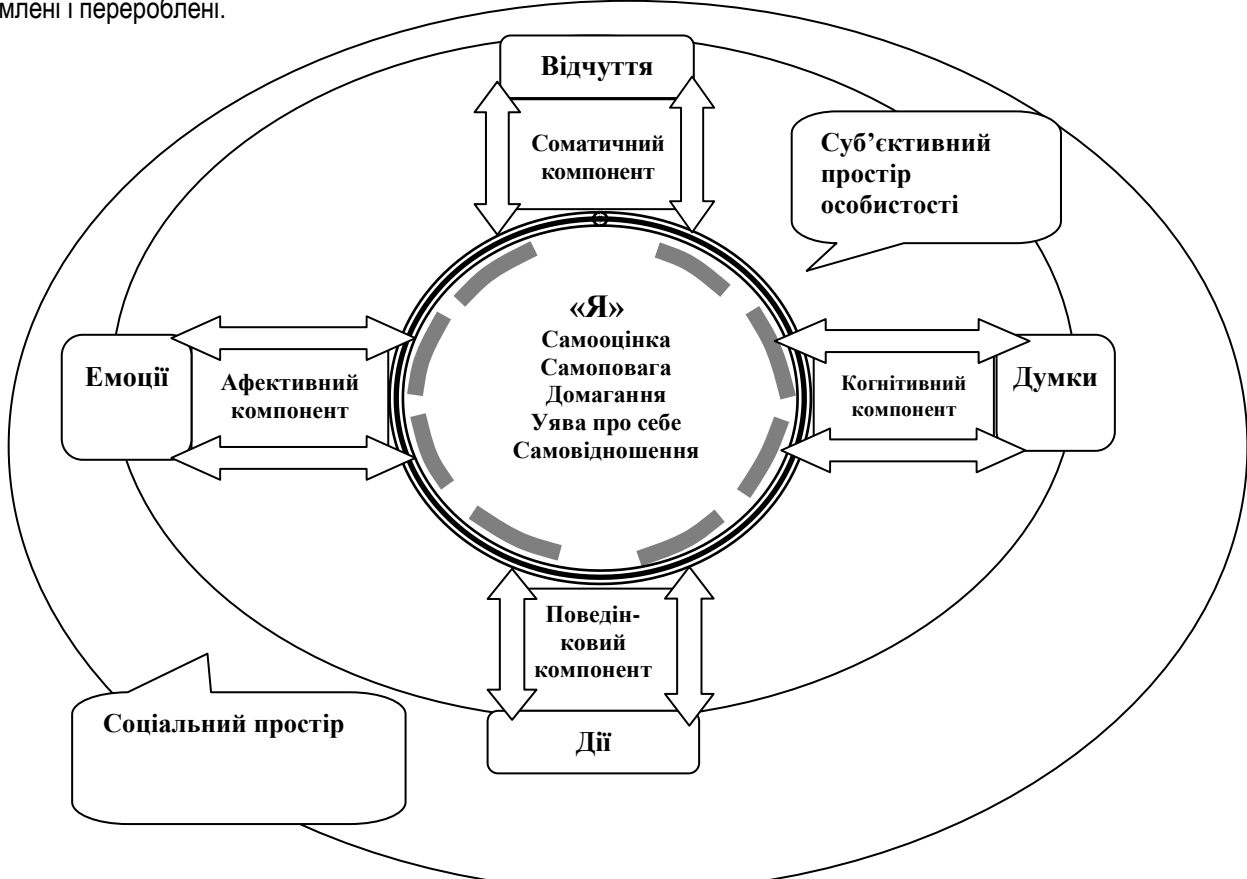 млені і перероблені.
Відчуття
Соматичний
компонент
Суб’єктивний
простір
особистості
«Я»
Самооцінка
Самоповага
Домагання
Уява про себе
Самовідношення
Емоції
Афективний
компонент
Когнітивний
компонент
Думки
Поведін-
ковий
компонент
Соціальний простір
Дії